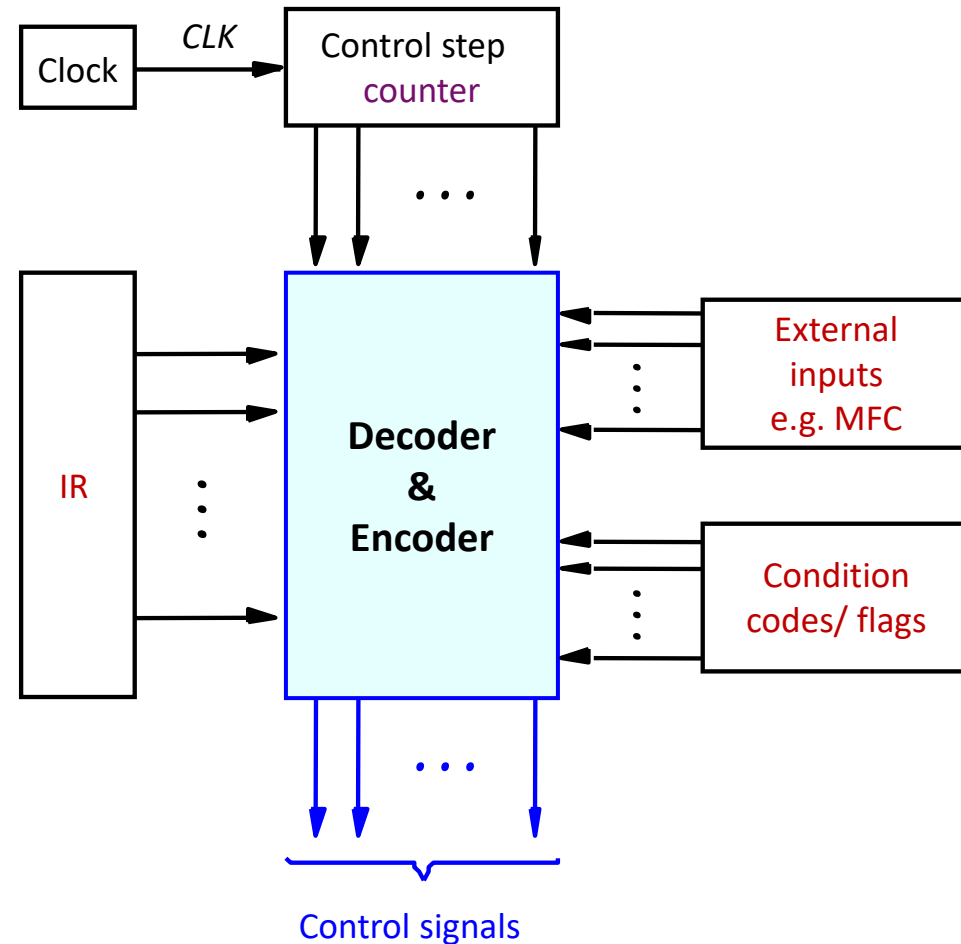 Clock
CLK
Control step
counter
...
IR
...
Decoder
&
Encoder
External
inputs
e.g. MFC
...
Condition
codes/ flags
...
...
Control signals